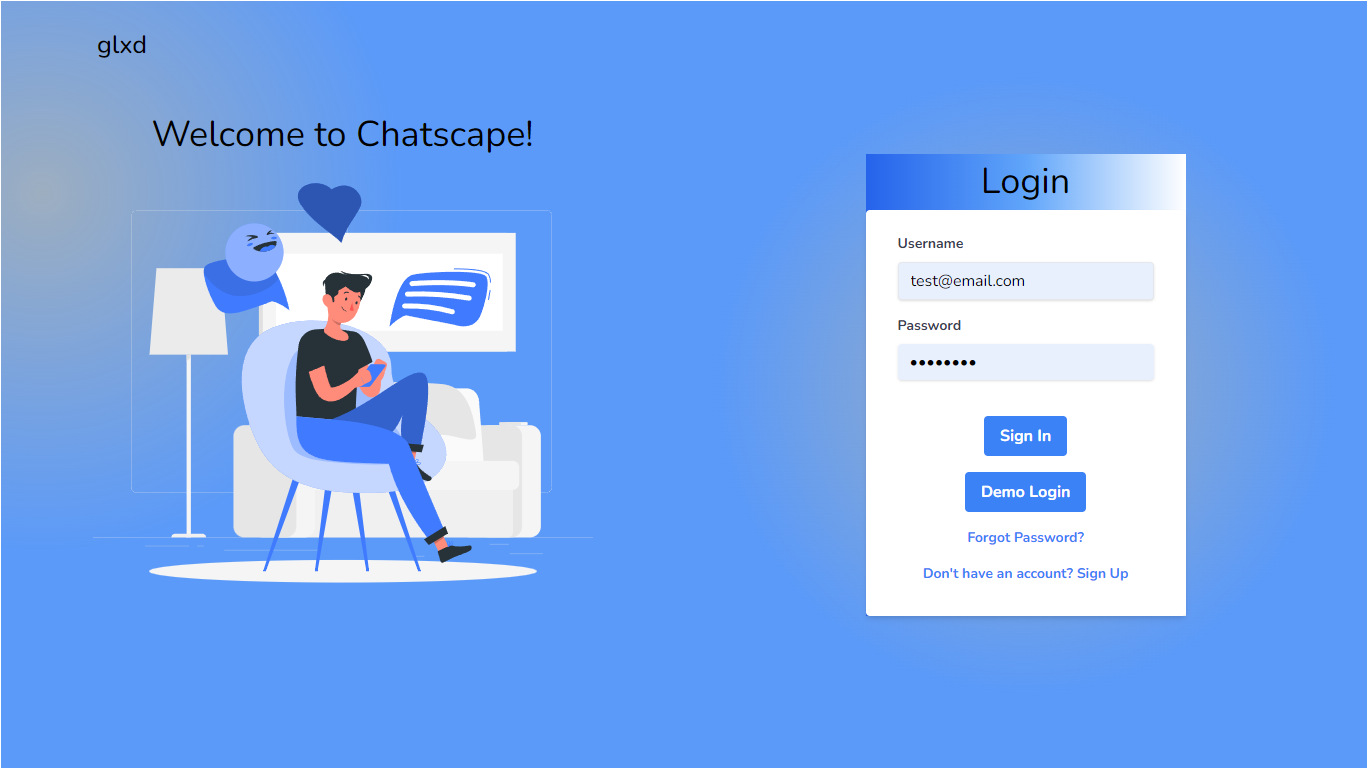 glxd
Welcome to Chatscape!
Login
Username
test@email.com
Password
••••••••
Sign In
Demo Login
Forgot Password?
Don't have an account? Sign Up